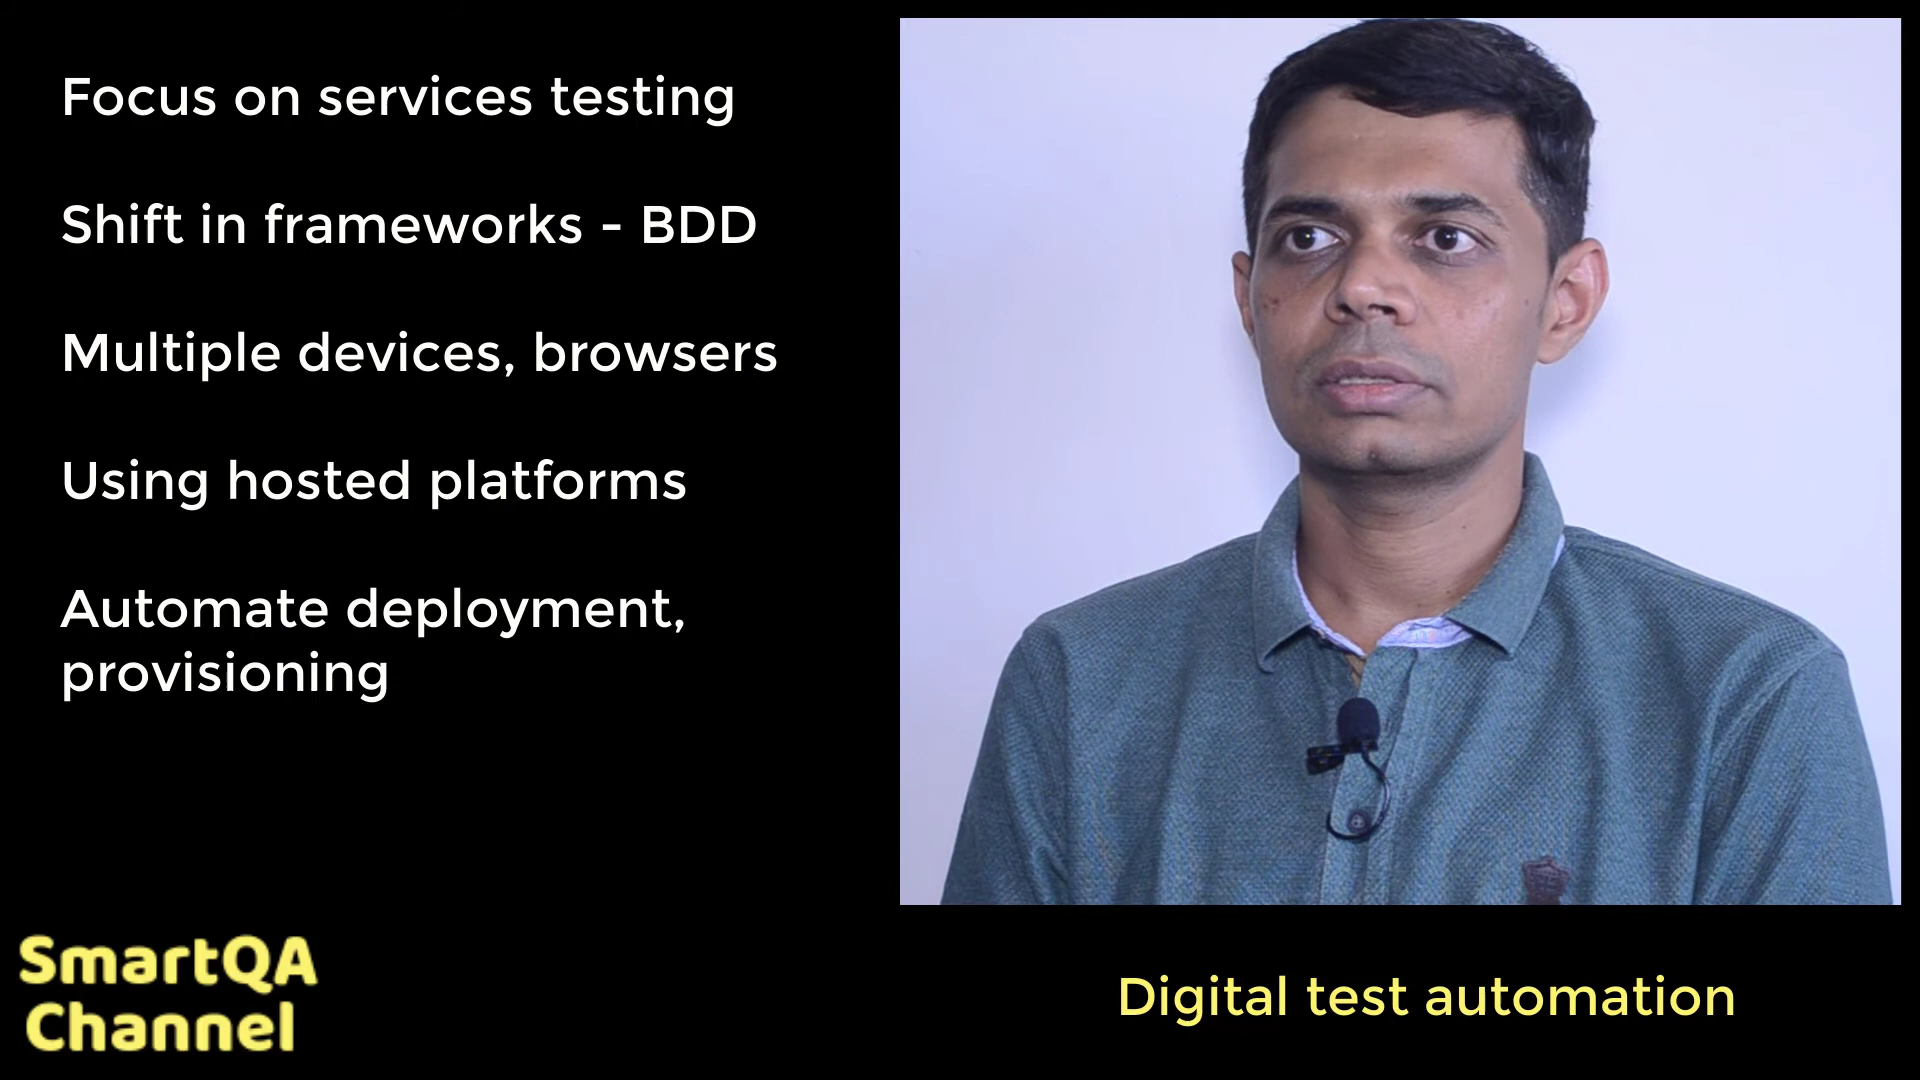 Focus on services testing
Shift in frameworks - BDD
Multiple devices, browsers
Using hosted platforms
Automate deployment,
provisioning
SmartQA
Channel
Digital test automation